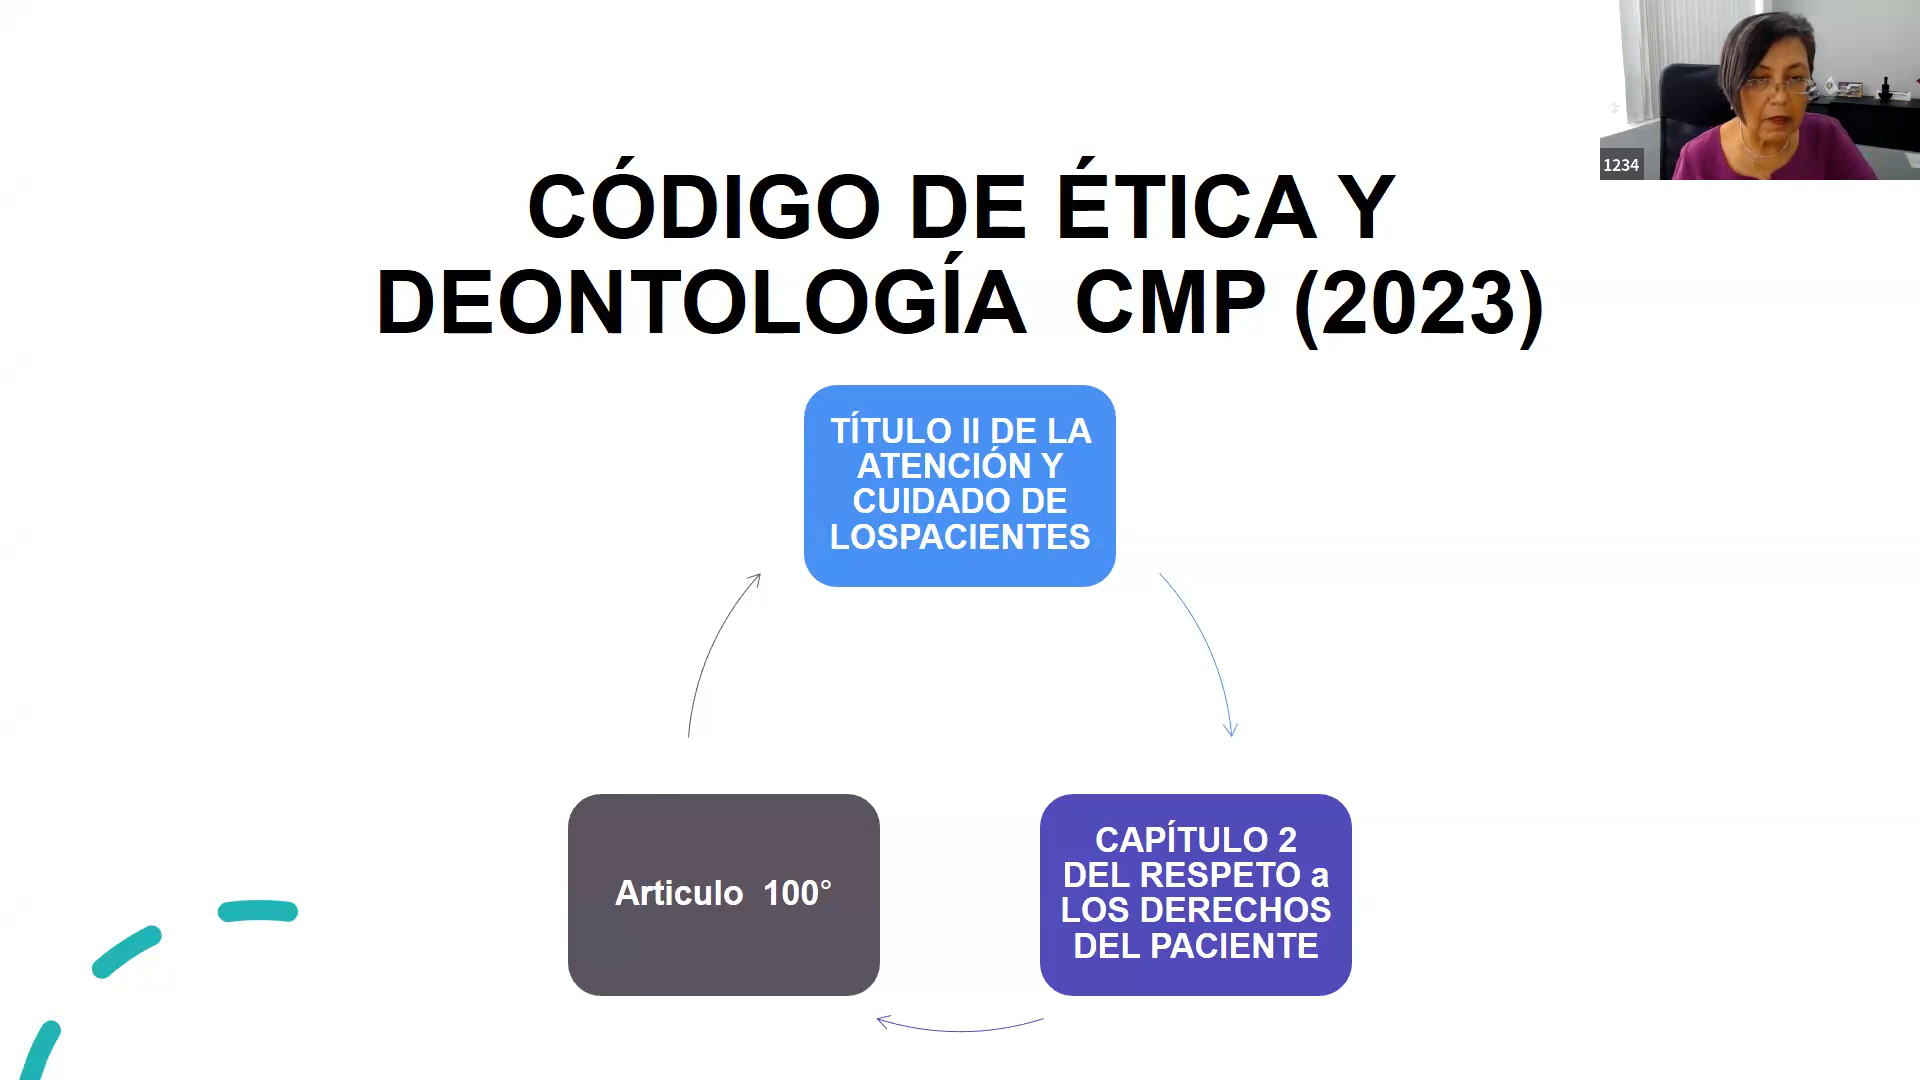 CÓDIGO DE ÉTICA Y
DEONTOLOGÍA  CMP (2023)
1234
TÍTULO II DE LA
ATENCIÓN Y
CUIDADO DE
LOSPACIENTES
Articulo  100°
CAPÍTULO 2
DEL RESPETO a
LOS DERECHOS
DEL PACIENTE